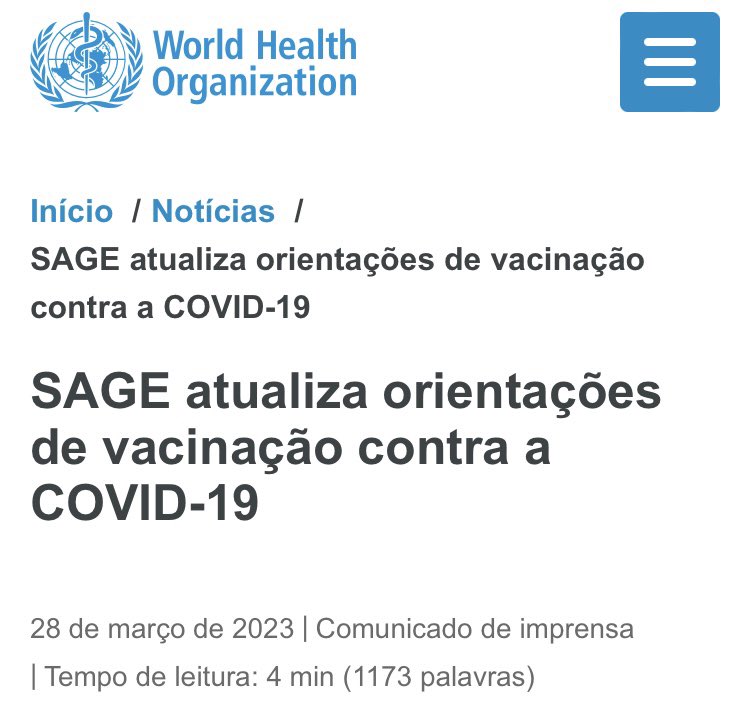 World Health
Organization
Início / Notícias /
SAGE atualiza orientações de vacinação
contra a COVID-19
SAGE atualiza orientações
de vacinação contra a
COVID-19
28 de março de 2023 | Comunicado de imprensa
| Tempo de leitura: 4 min (1173 palavras)